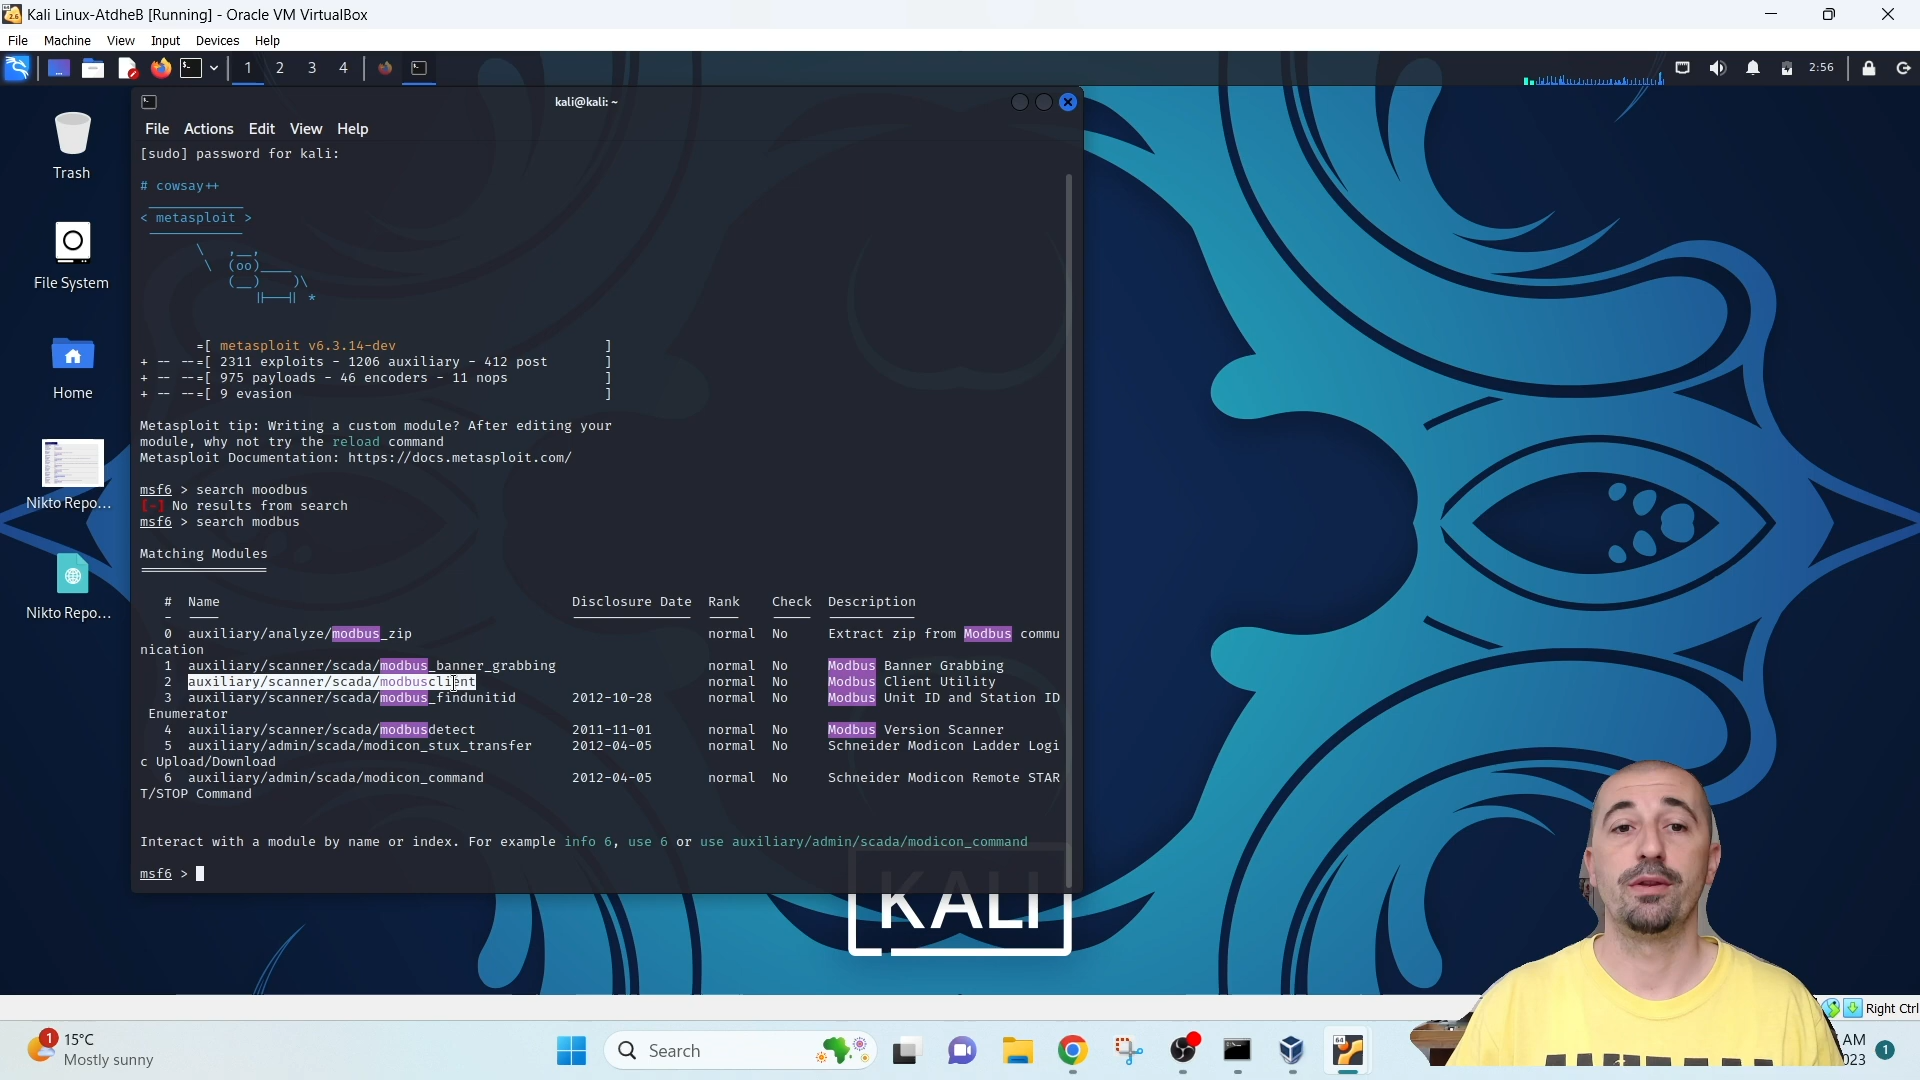 Kali Linux-AtdheB [Running] - Oracle VM VirtualBox
File Machine View Input Devices Help
1 2 3 4
2:56
kali@kali: ~
File Actions Edit View Help
Trash
File System
Home
Nikto Repo...
Nikto Repo...
[sudo] password for kali:
# cowsay++
< metasploit >
\ ,__,
\ (oo)____
(__) )\
||--|| *
=[ metasploit v6.3.14-dev ]
+ -- --=[ 2311 exploits - 1206 auxiliary - 412 post ]
+ -- --=[ 975 payloads - 46 encoders - 11 nops ]
+ -- --=[ 9 evasion ]
Metasploit tip: Writing a custom module? After editing your
module, why not try the reload command
Metasploit Documentation: https://docs.metasploit.com/
msf6 > search moodbus
[-] No results from search
msf6 > search modbus
Matching Modules
# Name Disclosure Date Rank Check Description
0 auxiliary/analyze/modbus_zip normal No Extract zip from Modbus commu
nication
1 auxiliary/scanner/scada/modbus_banner_grabbing normal No Modbus Banner Grabbing
2 auxiliary/scanner/scada/modbusclient normal No Modbus Client Utility
3 auxiliary/scanner/scada/modbus_findunitid 2012-10-28 normal No Modbus Unit ID and Station ID
Enumerator
4 auxiliary/scanner/scada/modbusdetect 2011-11-01 normal No Modbus Version Scanner
5 auxiliary/admin/scada/modicon_stux_transfer 2012-04-05 normal No Schneider Modicon Ladder Logi
c Upload/Download
6 auxiliary/admin/scada/modicon_command 2012-04-05 normal No Schneider Modicon Remote STAR
T/STOP Command
Interact with a module by name or index. For example info 6, use 6 or use auxiliary/admin/scada/modicon_command
msf6 >
KALI
Right Ctrl
1
15°C
Mostly sunny
Search
64
AM
023
1